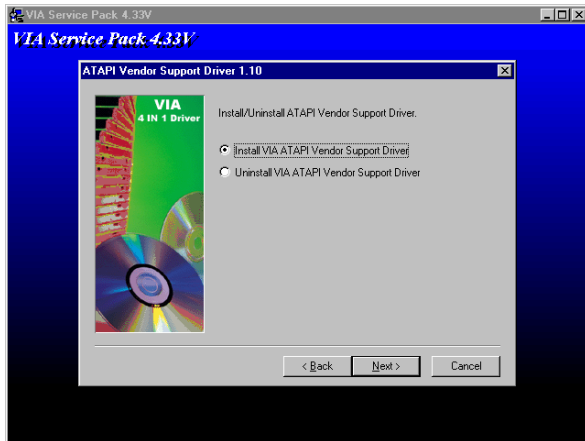 VIA Service Pack 4.33V
VIA Service Pack 4.33V
ATAPI Vendor Support Driver 1.10
VIA
4 IN 1 Driver
Install/Uninstall ATAPI Vendor Support Driver.
Install VIA ATAPI Vendor Support Driver
Uninstall VIA ATAPI Vendor Support Driver
< Back
Next >
Cancel